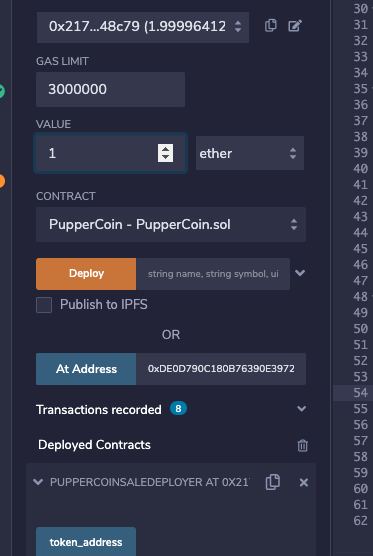 0x217...48c79 (1.99996412
GAS LIMIT
3000000
VALUE
1
ether
CONTRACT
PupperCoin - PupperCoin.sol
Deploy
string name, string symbol, ui
Publish to IPFS
OR
At Address
0xDE0D790C180B76390E3972
Transactions recorded
8
Deployed Contracts
PUPPERCOINSALEDEPLOYER AT 0X21
token_address
30
31
32
33
34
35
36
37
38
39
40
41
42
43
44
45
46
47
48
49
50
51
52
53
54
55
56
57
58
59
60
61
62